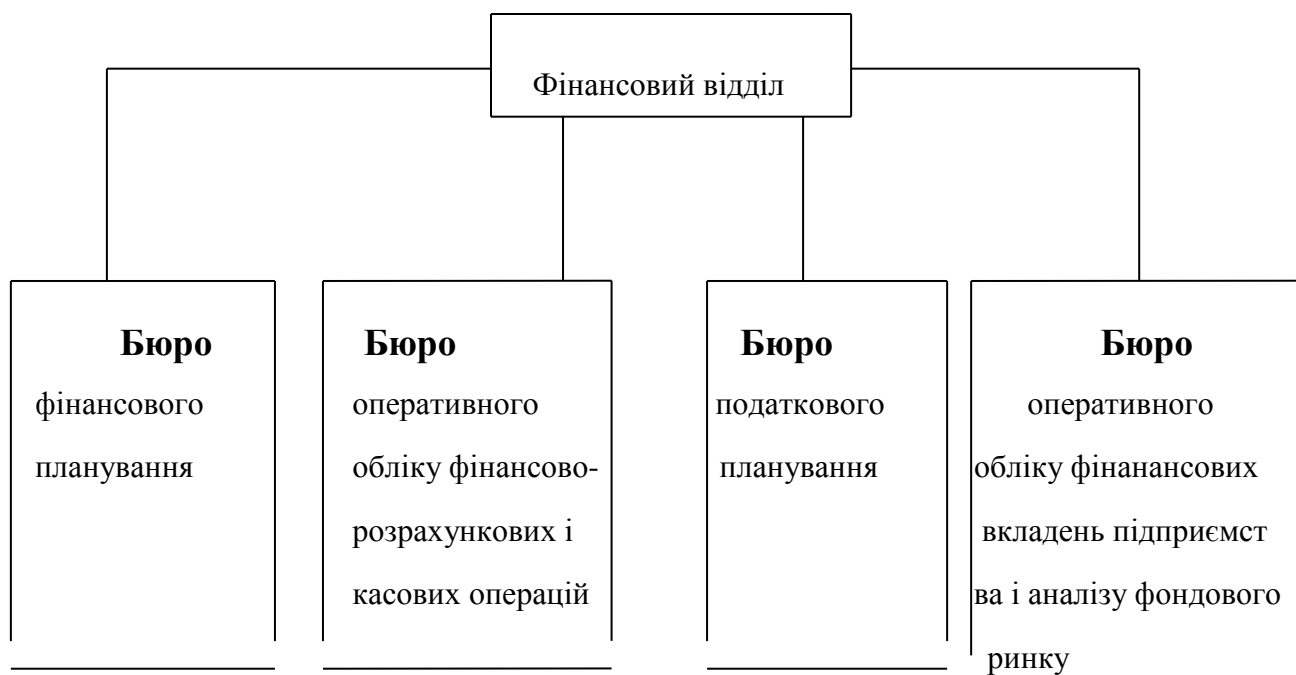 Фінансовий відділ
Бюро
фінансового
планування
Бюро
оперативного
обліку фінансово-
розрахункових і
касових операцій
Бюро
податкового
планування
Бюро
оперативного
обліку фінанансових
вкладень підприємст
ва і аналізу фондового
ринку